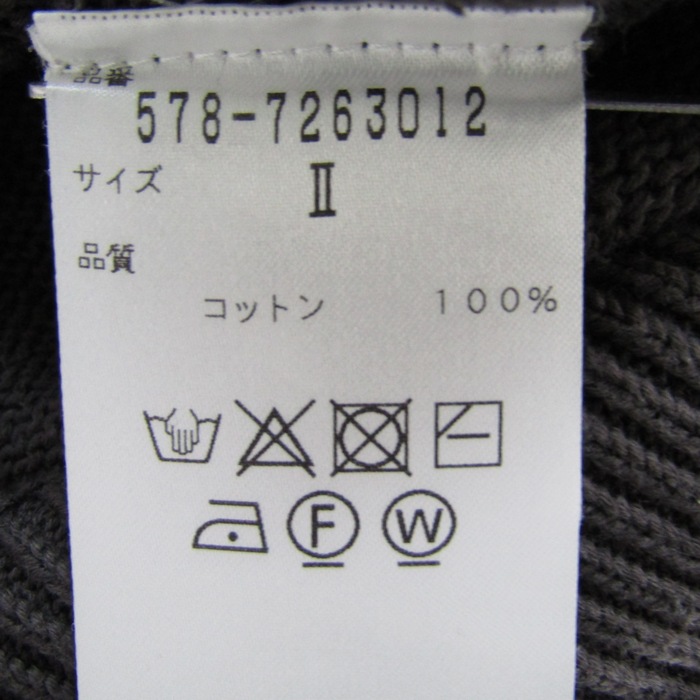 品番
578-7263012
サイズ II
品質
コットン 100%
F W